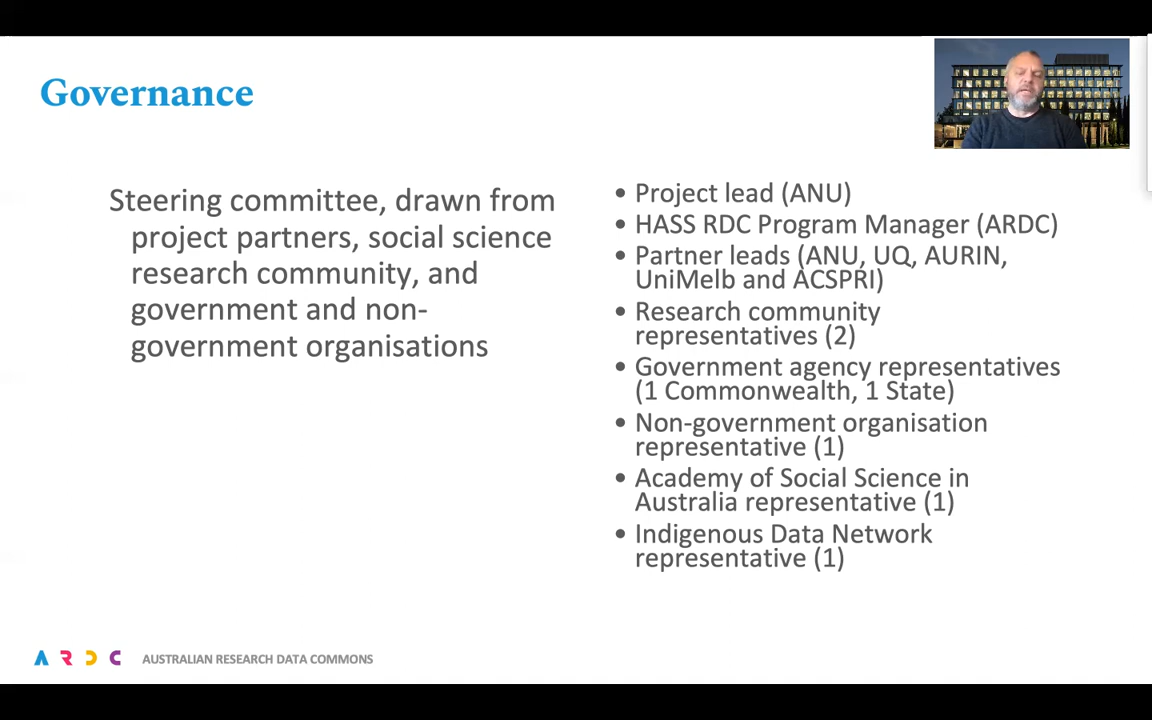 Governance
Steering committee, drawn from
project partners, social science
research community, and
government and non-
government organisations
• Project lead (ANU)
• HASS RDC Program Manager (ARDC)
• Partner leads (ANU, UQ, AURIN,
UniMelb and ACSPRI)
• Research community
representatives (2)
• Government agency representatives
(1 Commonwealth, 1 State)
• Non-government organisation
representative (1)
• Academy of Social Science in
Australia representative (1)
• Indigenous Data Network
representative (1)
ARDC AUSTRALIAN RESEARCH DATA COMMONS